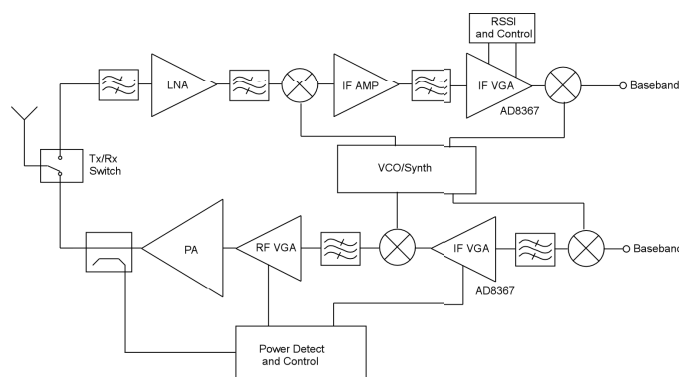 RSSI
and Control
LNA
IF AMP
IF VGA
AD8367
Baseband
Tx/Rx
Switch
VCO/Synth
PA
RF VGA
IF VGA
AD8367
Baseband
Power Detect
and Control